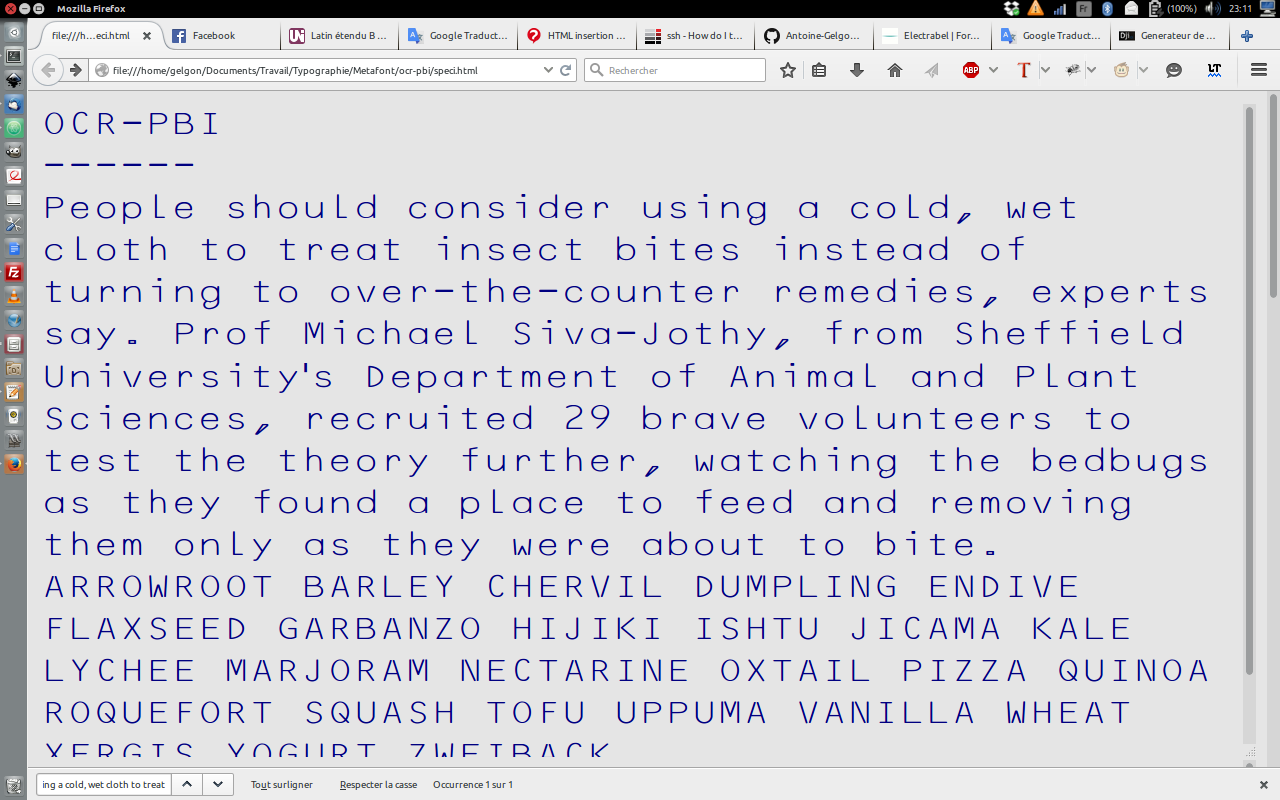 Mozilla Firefox
Fr
(100%)
23:11
file:///h...eci.html
Facebook
Latin étendu B ...
Google Traduct...
HTML insertion ...
ssh - How do I t...
Antoine-Gelgo...
Electrabel | For...
Google Traduct...
Generateur de ...
file:///home/gelgon/Documents/Travail/Typographie/Metafont/ocr-pbi/speci.html
Rechercher
ABP
OCR-PBI
------
People should consider using a cold, wet
cloth to treat insect bites instead of
turning to over-the-counter remedies, experts
say. Prof Michael Siva-Jothy, from Sheffield
University's Department of Animal and Plant
Sciences, recruited 29 brave volunteers to
test the theory further, watching the bedbugs
as they found a place to feed and removing
them only as they were about to bite.
ARROWROOT BARLEY CHERVIL DUMPLING ENDIVE
FLAXSEED GARBANZO HIJIKI ISHTU JICAMA KALE
LYCHEE MARJORAM NECTARINE OXTAIL PIZZA QUINOA
ROQUEFORT SQUASH TOFU UPPUMA VANILLA WHEAT
XERGIS YOGURT ZWEIBACK
ing a cold, wet cloth to treat
Tout surligner
Respecter la casse
Occurrence 1 sur 1